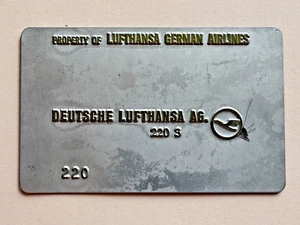 PROPERTY OF LUFTHANSA GERMAN AIRLINES
DEUTSCHE LUFTHANSA AG.
220 S
220